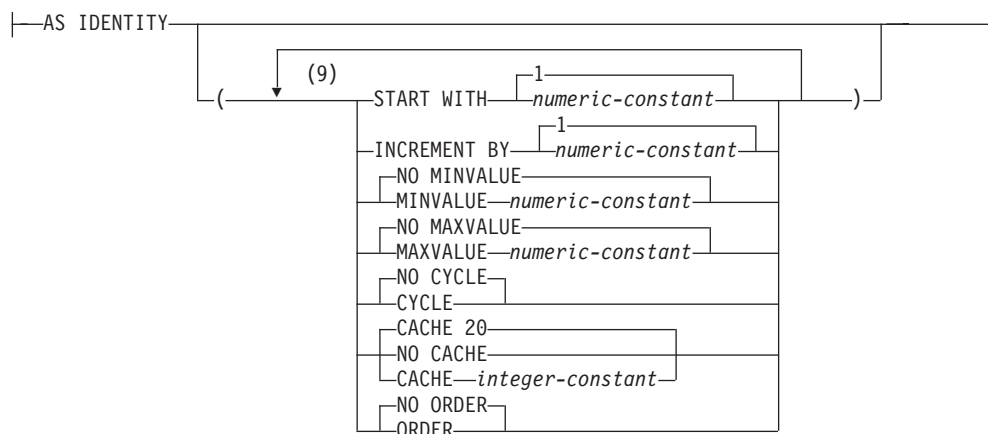 AS IDENTITY
(9) 1
( START WITH numeric-constant )
1
INCREMENT BY numeric-constant
NO MINVALUE
MINVALUE numeric-constant
NO MAXVALUE
MAXVALUE numeric-constant
NO CYCLE
CYCLE
CACHE 20
NO CACHE
CACHE integer-constant
NO ORDER
ORDER